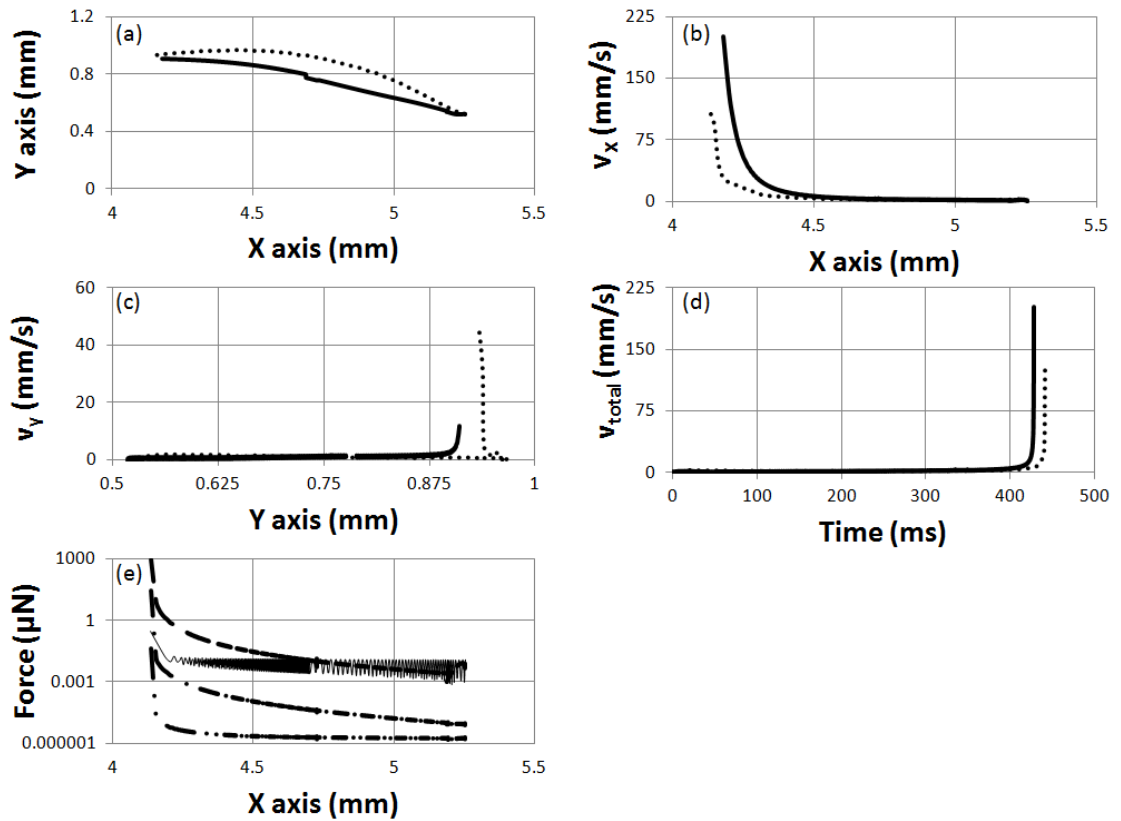 (a)
Y axis (mm)
1.2
0.8
0.4
0
4
4.5
5
5.5
X axis (mm)
(b)
vX (mm/s)
225
150
75
0
4
4.5
5
5.5
X axis (mm)
(c)
vY (mm/s)
60
40
20
0
0.5
0.625
0.75
0.875
1
Y axis (mm)
(d)
vtotal (mm/s)
225
150
75
0
0
100
200
300
400
500
Time (ms)
(e)
Force (µN)
1000
1
0.001
0.000001
4
4.5
5
5.5
X axis (mm)